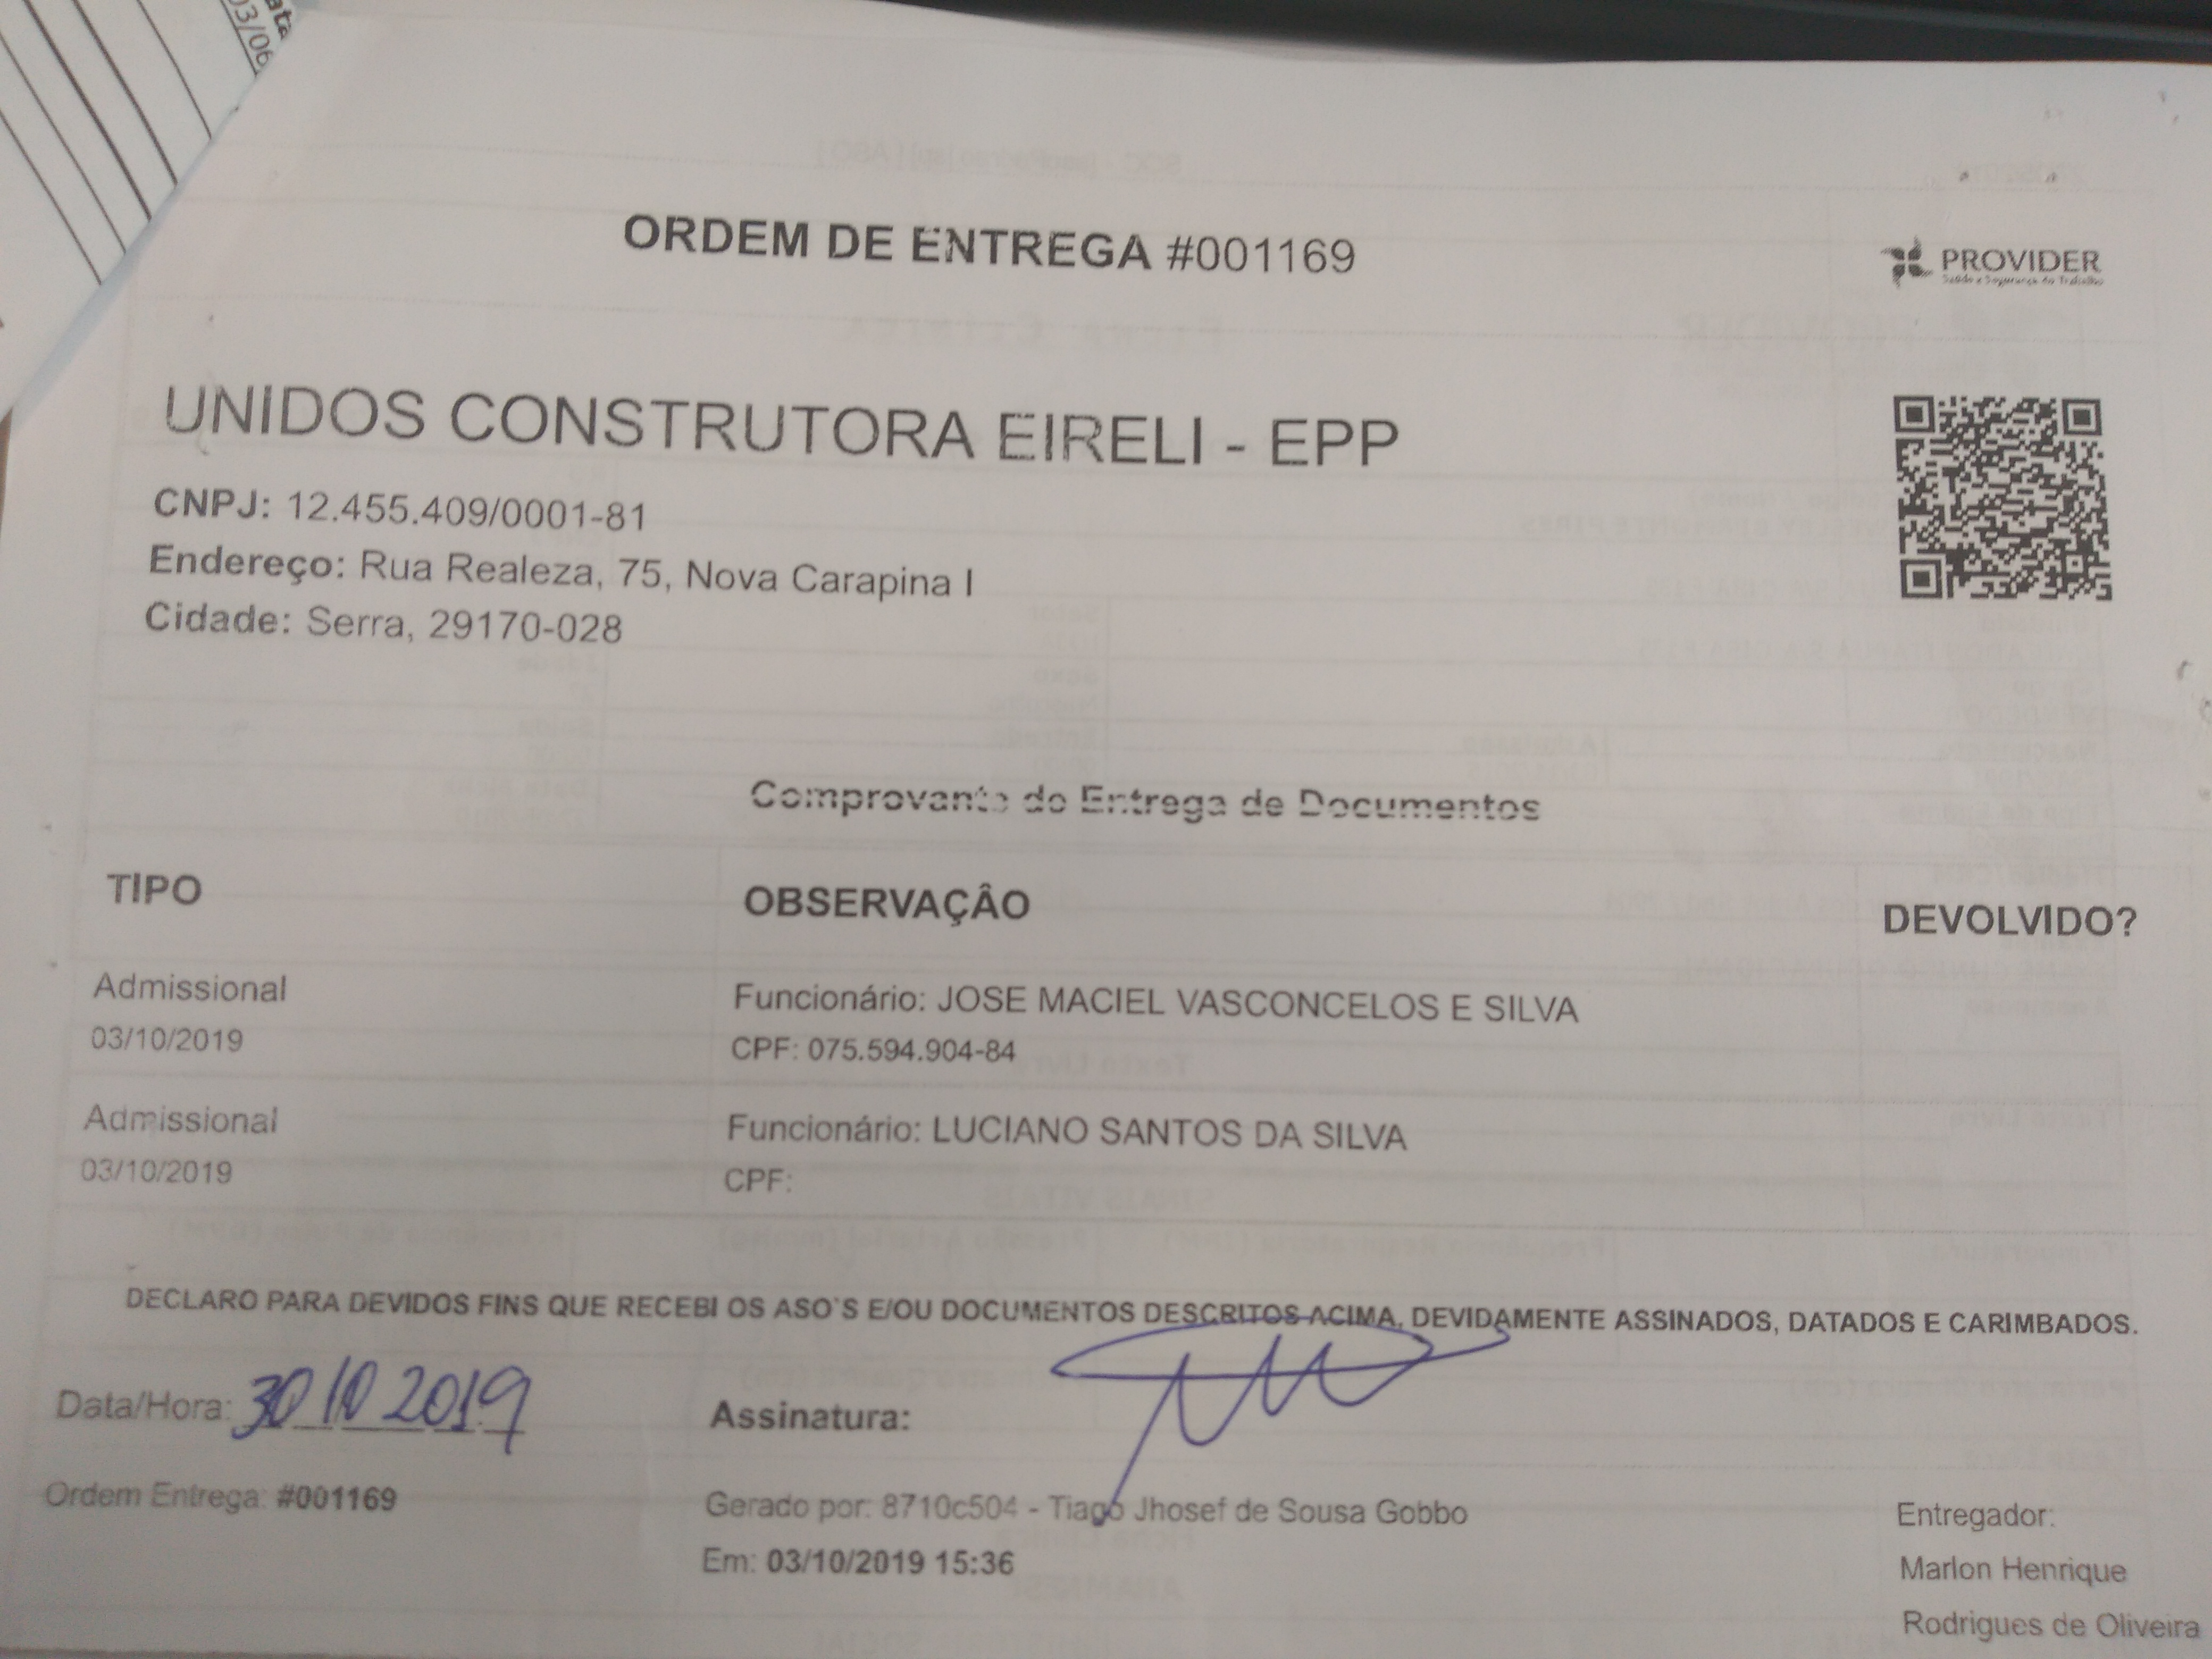 ata
03/06
ORDEM DE ENTREGA #001169
PROVIDER
Saúde e Segurança do Trabalho
UNIDOS CONSTRUTORA EIRELI - EPP
CNPJ: 12.455.409/0001-81
Endereço: Rua Realeza, 75, Nova Carapina I
Cidade: Serra, 29170-028
Comprovante de Entrega de Documentos
TIPO OBSERVAÇÃO DEVOLVIDO?
Admissional Funcionário: JOSE MACIEL VASCONCELOS E SILVA
03/10/2019 CPF: 075.594.904-84
Admissional Funcionário: LUCIANO SANTOS DA SILVA
03/10/2019 CPF:
DECLARO PARA DEVIDOS FINS QUE RECEBI OS ASO'S E/OU DOCUMENTOS DESCRITOS ACIMA, DEVIDAMENTE ASSINADOS, DATADOS E CARIMBADOS.
Data/Hora: 30/10 2019 Assinatura:
Ordem Entrega: #001169 Gerado por: 8710c504 - Tiago Jhosef de Sousa Gobbo
Em: 03/10/2019 15:36
Entregador:
Marlon Henrique
Rodrigues de Oliveira